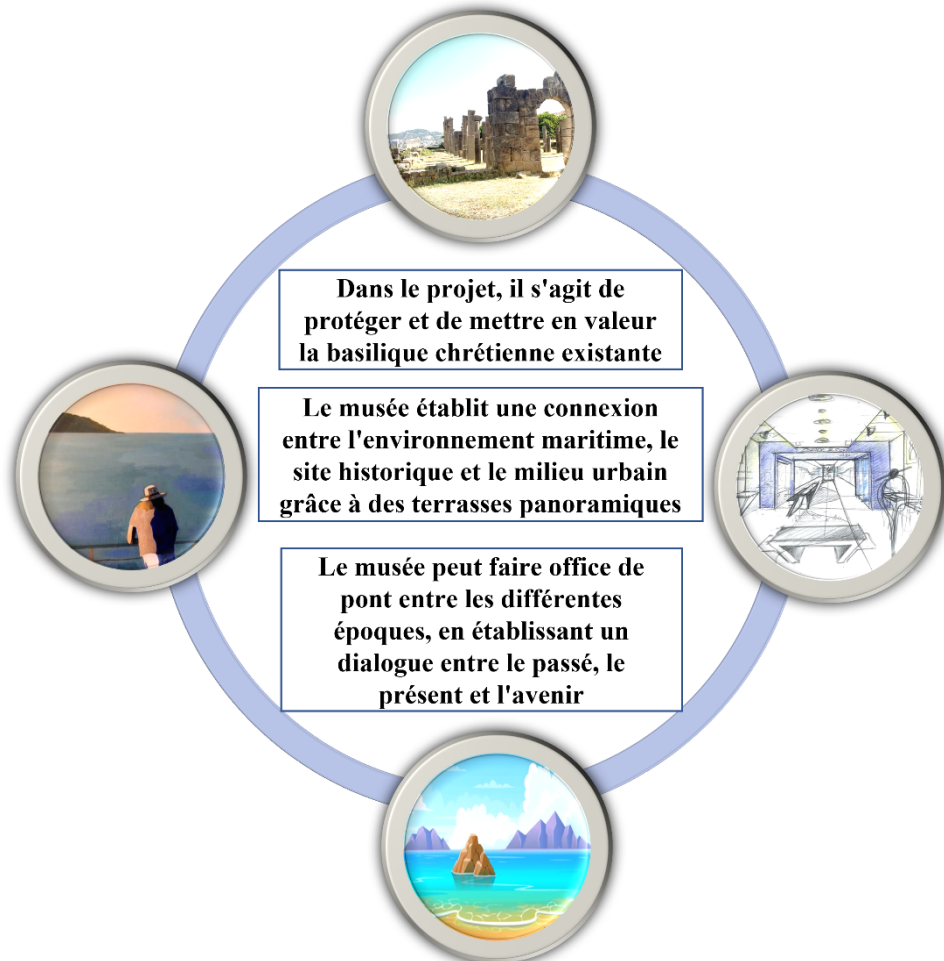 Dans le projet, il s'agit de
protéger et de mettre en valeur
la basilique chrétienne existante
Le musée établit une connexion
entre l'environnement maritime, le
site historique et le milieu urbain
grâce à des terrasses panoramiques
Le musée peut faire office de
pont entre les différentes
époques, en établissant un
dialogue entre le passé, le
présent et l'avenir